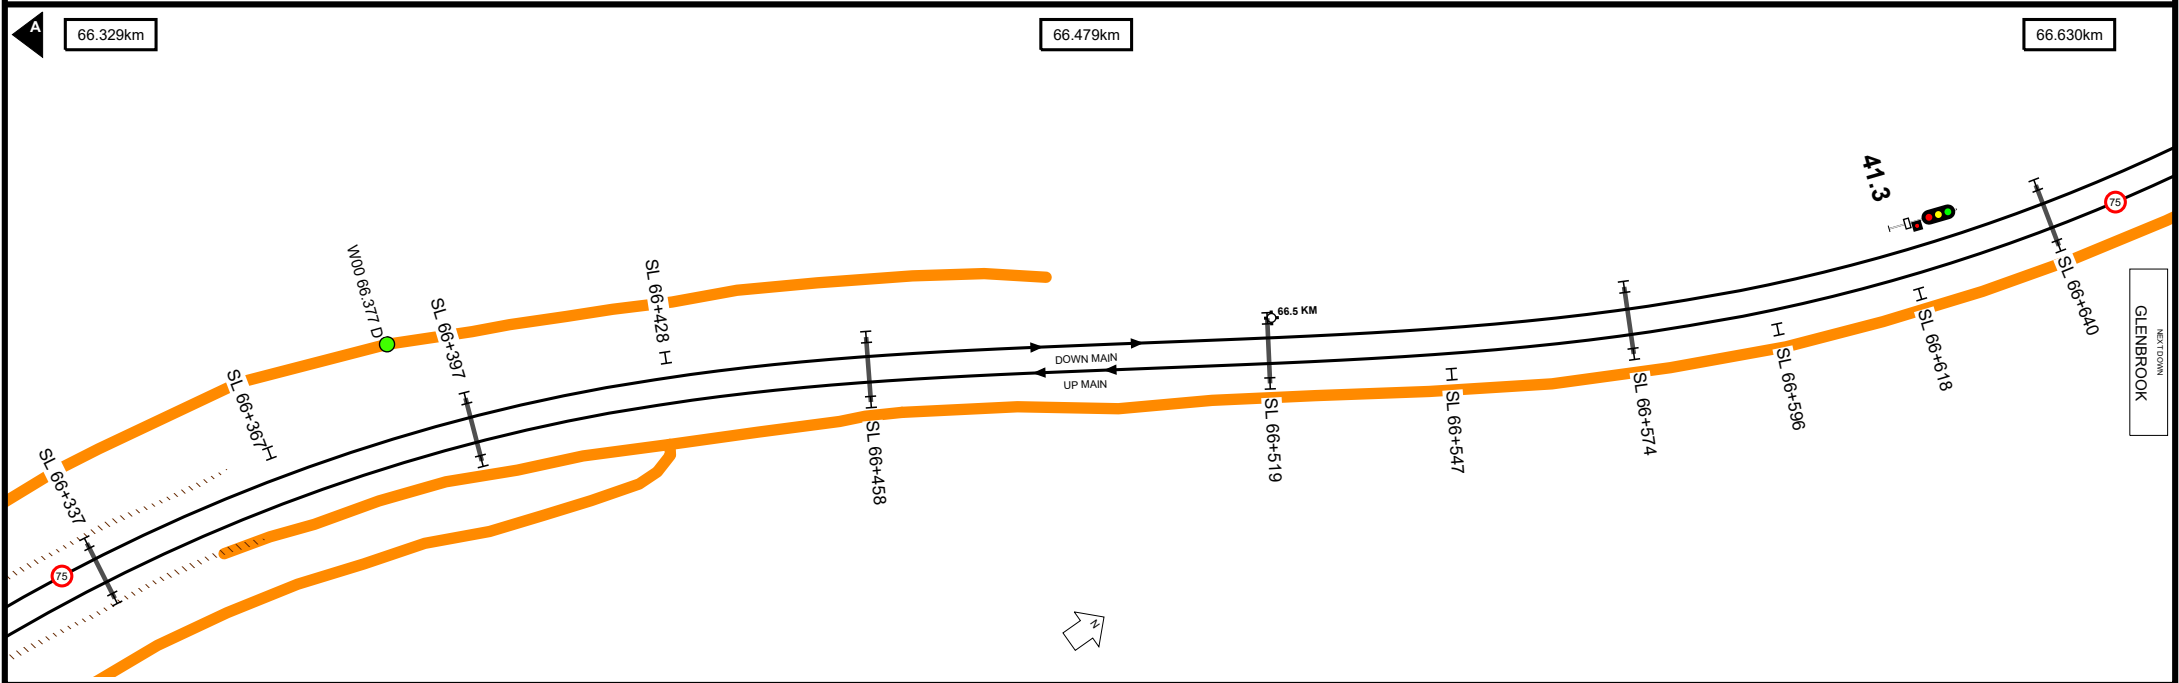 A
66.329km
66.479km
66.630km
41.3
75
W00 66.377 D
SL 66+428
SL 66+397
SL 66+367
SL 66+337
66.5 KM
DOWN MAIN
UP MAIN
SL 66+458
SL 66+519
SL 66+547
SL 66+574
SL 66+596
SL 66+618
SL 66+640
NEXT DOWN
GLENBROOK
75
N